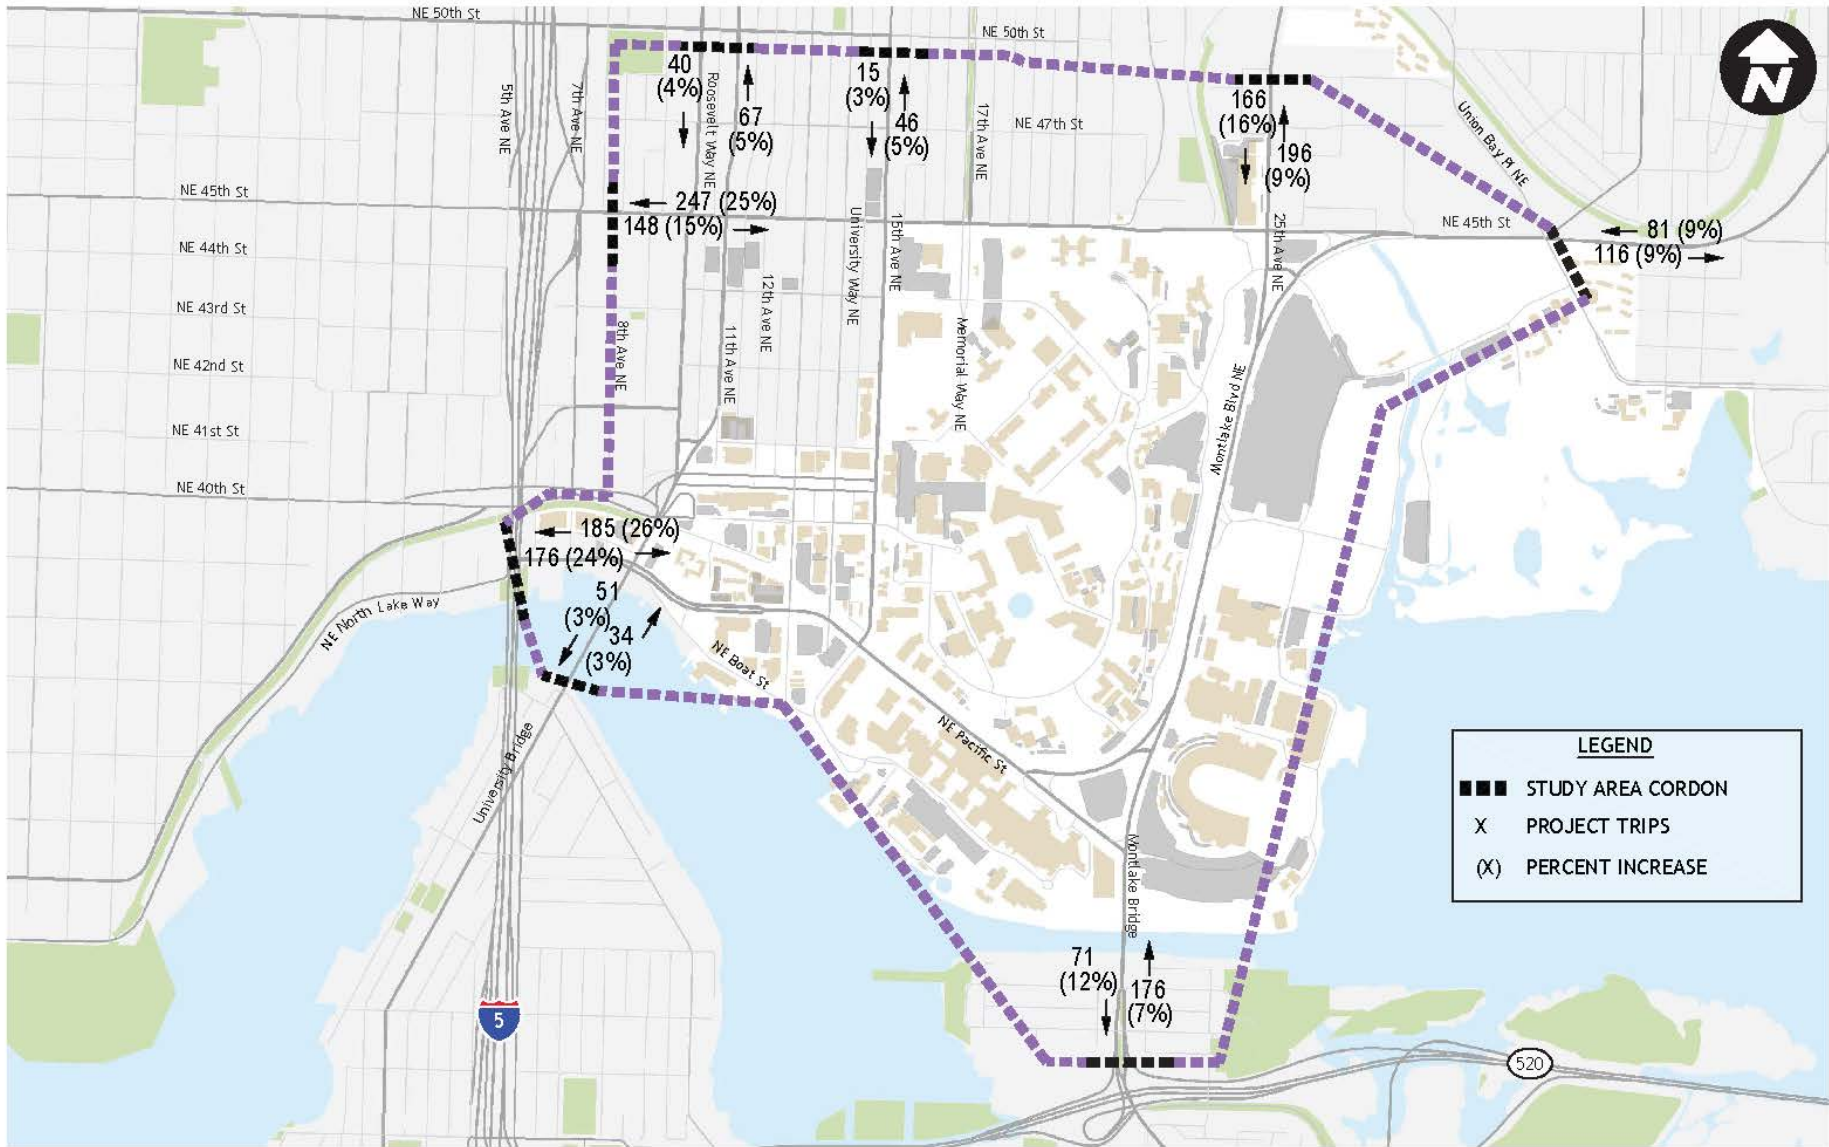 NE 50th St
NE 50th St
N
40
(4%)
Roosevelt Way NE
67
(5%)
15
(3%)
46
(5%)
17th Ave NE
NE 47th St
166
(16%)
196
(9%)
Union Bay Pl NE
5th Ave NE
7th Ave NE
NE 45th St
247 (25%)
148 (15%)
University Way NE
15th Ave NE
25th Ave NE
NE 45th St
81 (9%)
116 (9%)
NE 44th St
12th Ave NE
NE 43rd St
8th Ave NE
11th Ave NE
Memorial Way NE
NE 42nd St
Montlake Blvd NE
NE 41st St
NE 40th St
185 (26%)
176 (24%)
51
(3%)
34
(3%)
NE North Lake Way
NE Boat St
University Bridge
NE Pacific St
Montlake Bridge
LEGEND
STUDY AREA CORDON
X PROJECT TRIPS
(X) PERCENT INCREASE
71
(12%)
176
(7%)
5
520